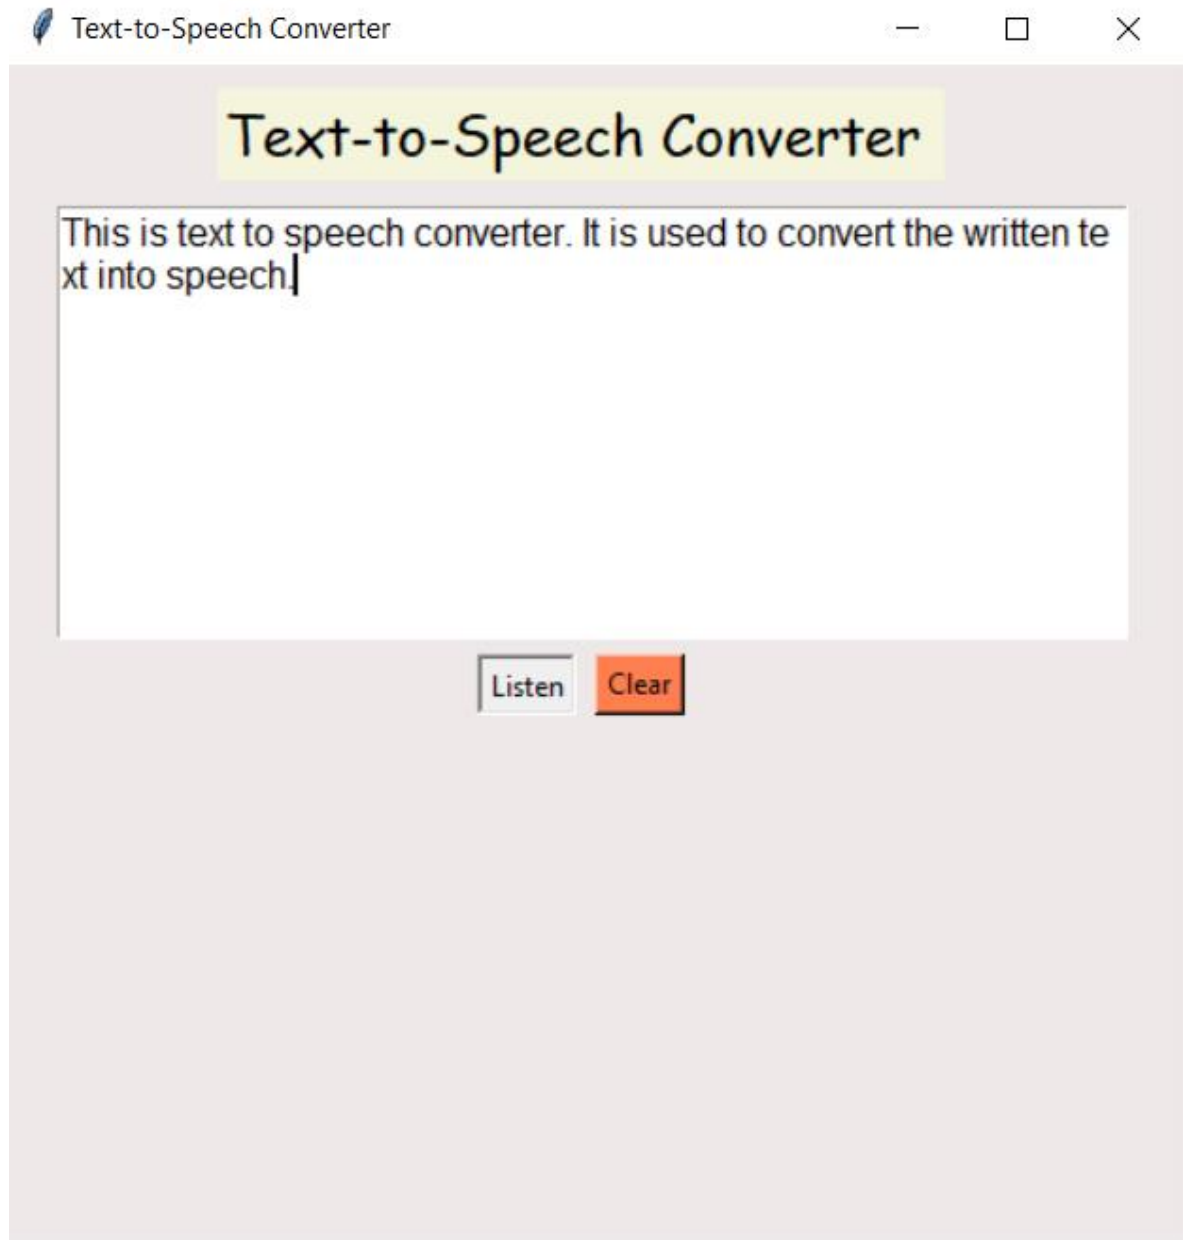 Text-to-Speech Converter
Text-to-Speech Converter
This is text to speech converter. It is used to convert the written te
xt into speech.
Listen Clear